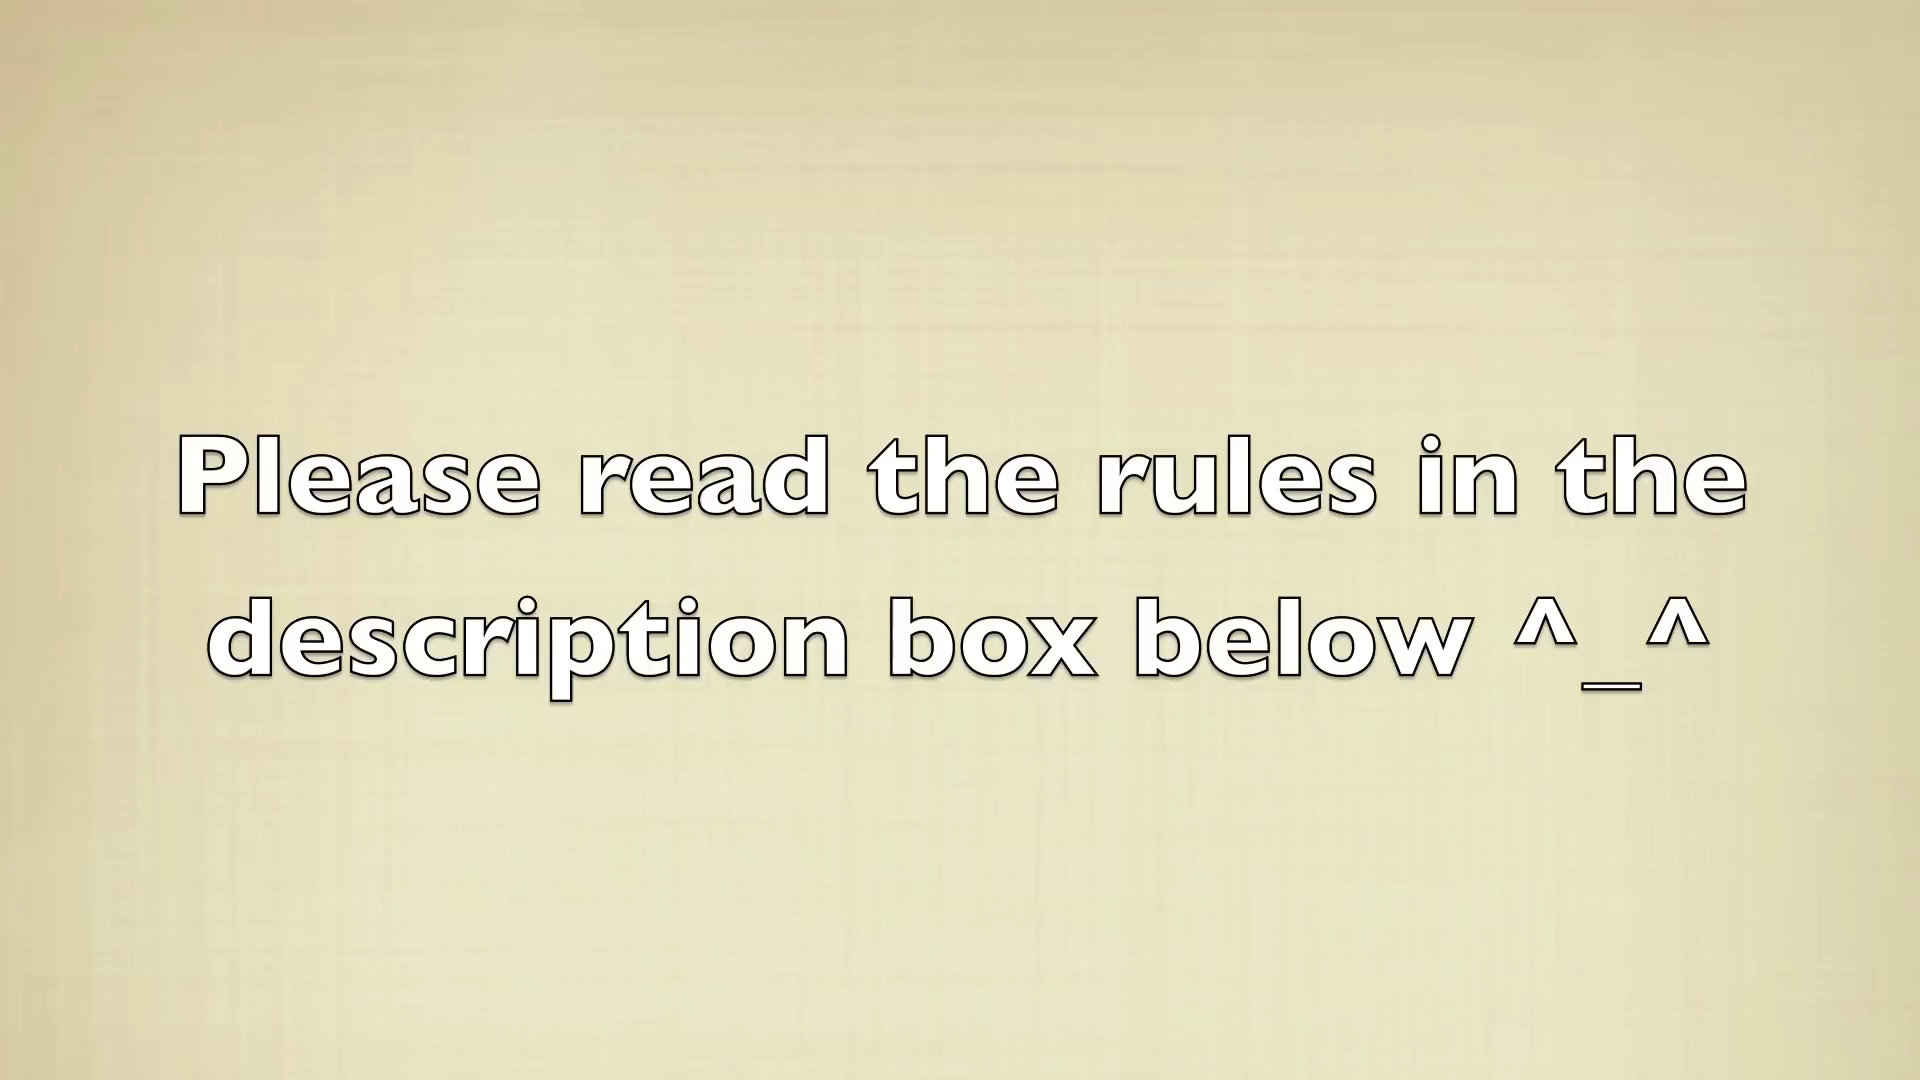 Please read the rules in the
description box below ^_^